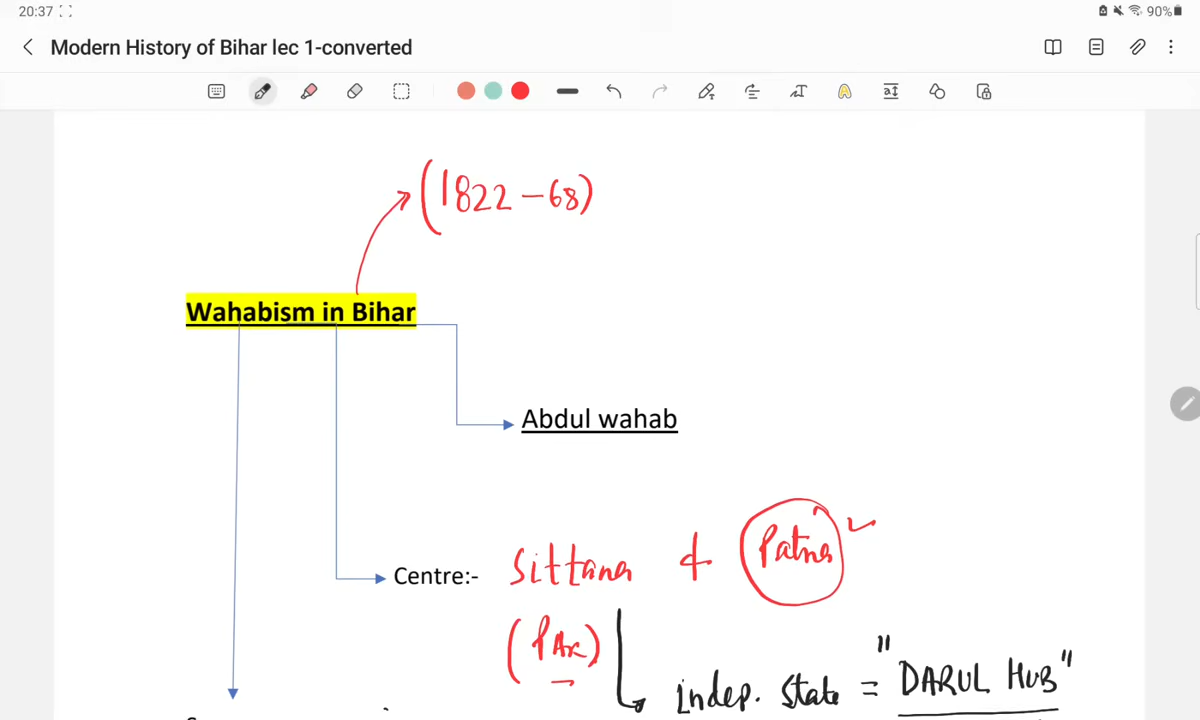 20:37
90%
Modern History of Bihar lec 1-converted
(1822-68)
Wahabism in Bihar
Abdul wahab
Centre:- Sittana & Patna
(PAK)
indep. State = "DARUL HUB"